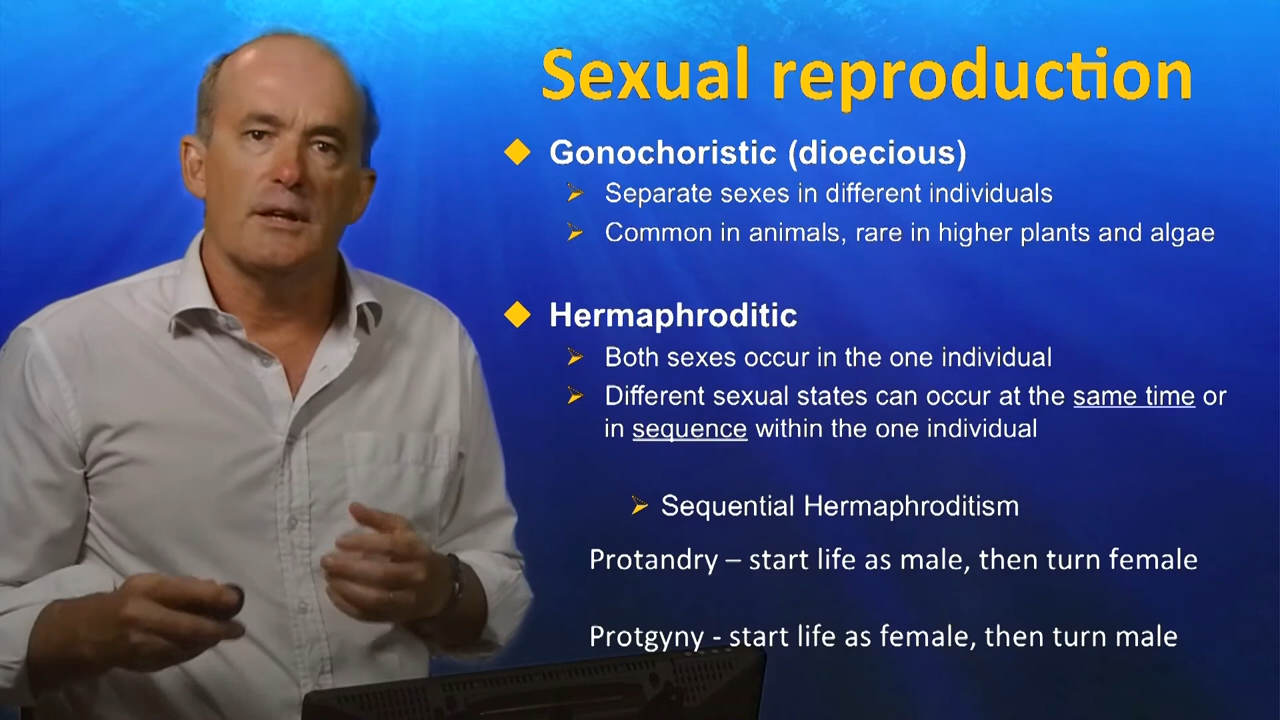 Sexual reproduction
Gonochoristic (dioecious)
Separate sexes in different individuals
Common in animals, rare in higher plants and algae
Hermaphroditic
Both sexes occur in the one individual
Different sexual states can occur at the same time or
in sequence within the one individual
Sequential Hermaphroditism
Protandry – start life as male, then turn female
Protgyny - start life as female, then turn male